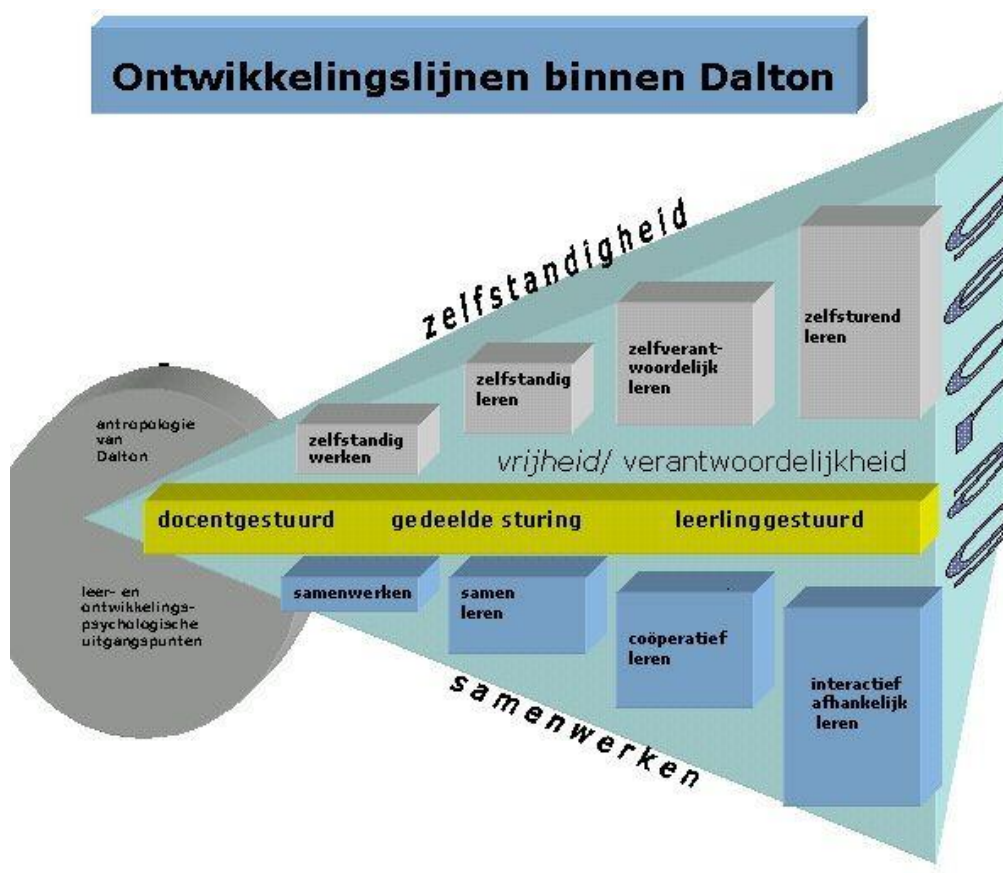 Ontwikkelingslijnen binnen Dalton
zelfstandigheid
antropologie
van
Dalton
leer- en
ontwikkelings-
psychologische
uitgangspunten
zelfstandig
werken
zelfstandig
leren
zelfverant-
woordelijk
leren
zelfsturend
leren
vrijheid/ verantwoordelijkheid
docentgestuurd gedeelde sturing leerlinggestuurd
samenwerken
samen
leren
coöperatief
leren
interactief
afhankelijk
leren
samenwerken